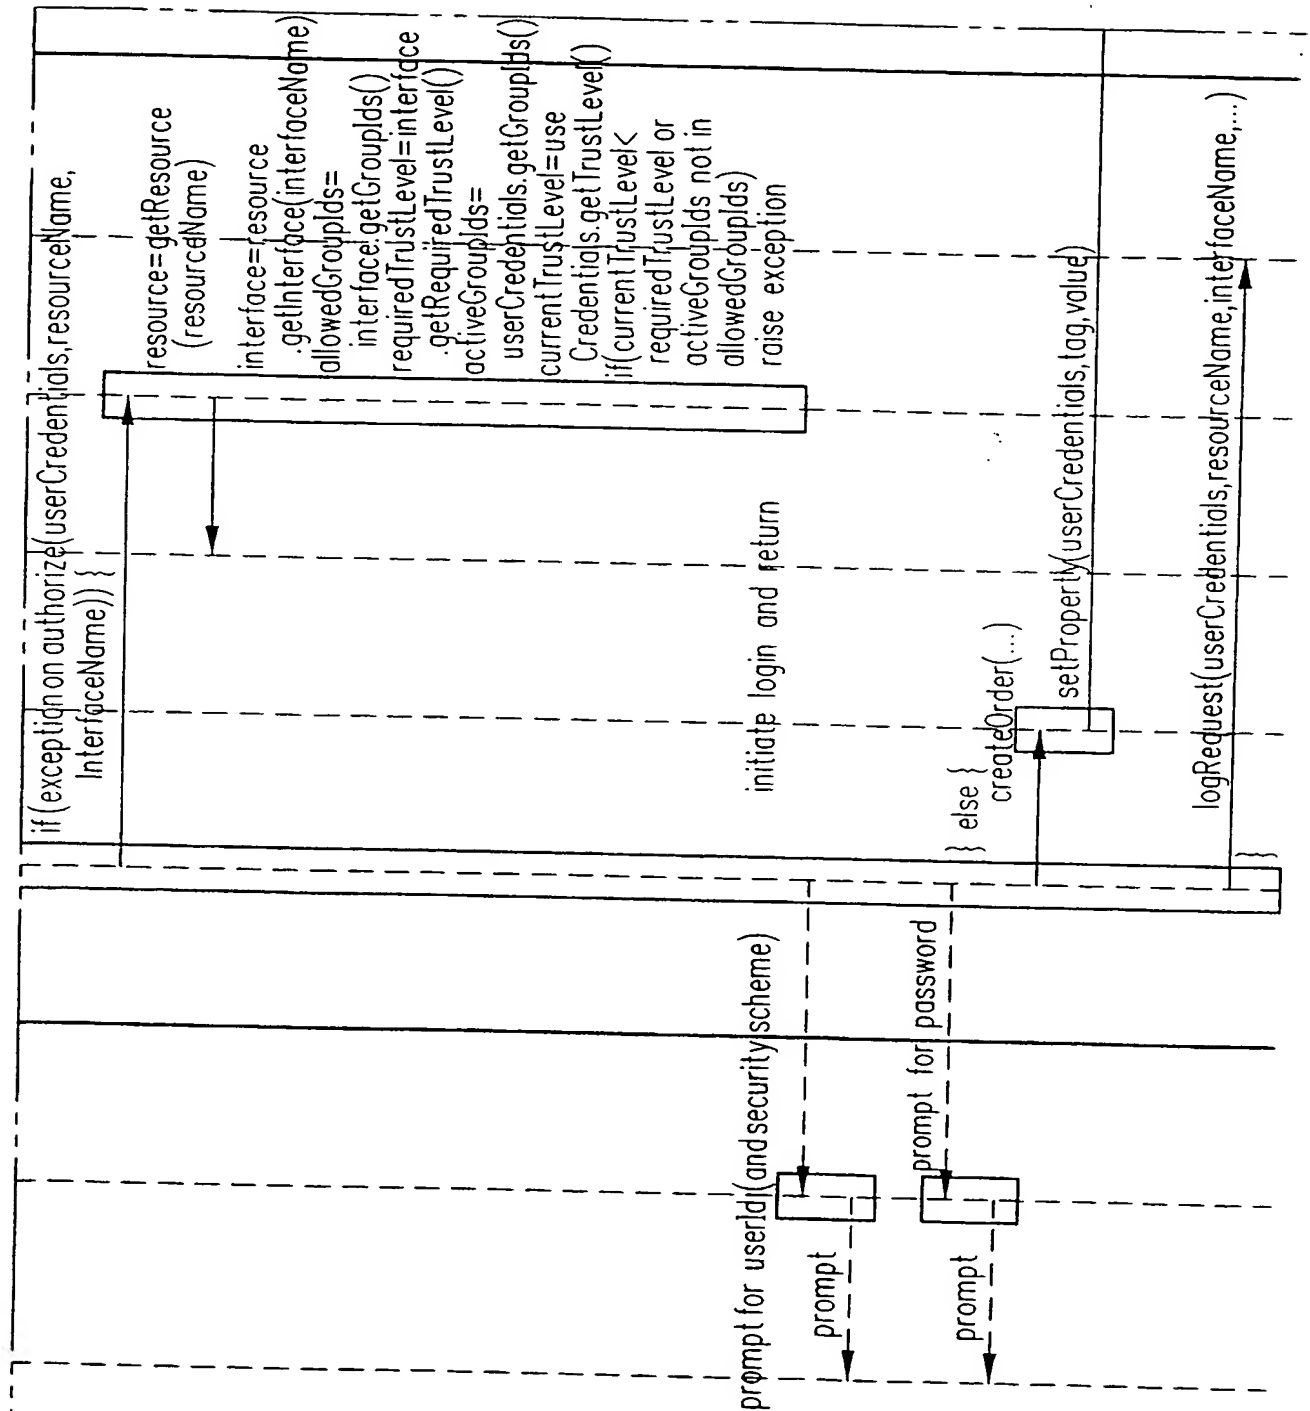 if(exception on authorize(userCredentials,resourceName,
InterfaceName)) {
resource=getResource
(resourceName)
interface=resource
.getInterface(interfaceName)
allowedGroupIds=
interface.getGroupIds()
requiredTrustLevel=interface
.getRequiredTrustLevel()
activeGroupIds=
userCredentials.getGroupIds()
currentTrustLevel=use
Credentials.getTrustLevel()
if(currentTrustLevel<
requiredTrustLevel or
activeGroupIds not in
allowedGroupIds)
raise exception
initiate login and return
prompt for userId (and security scheme)
prompt
prompt for password
prompt
} else {
createOrder(...)
setProperty(userCredentials,tag,value)
logRequest(userCredentials,resourceName,interfaceName,...)
}